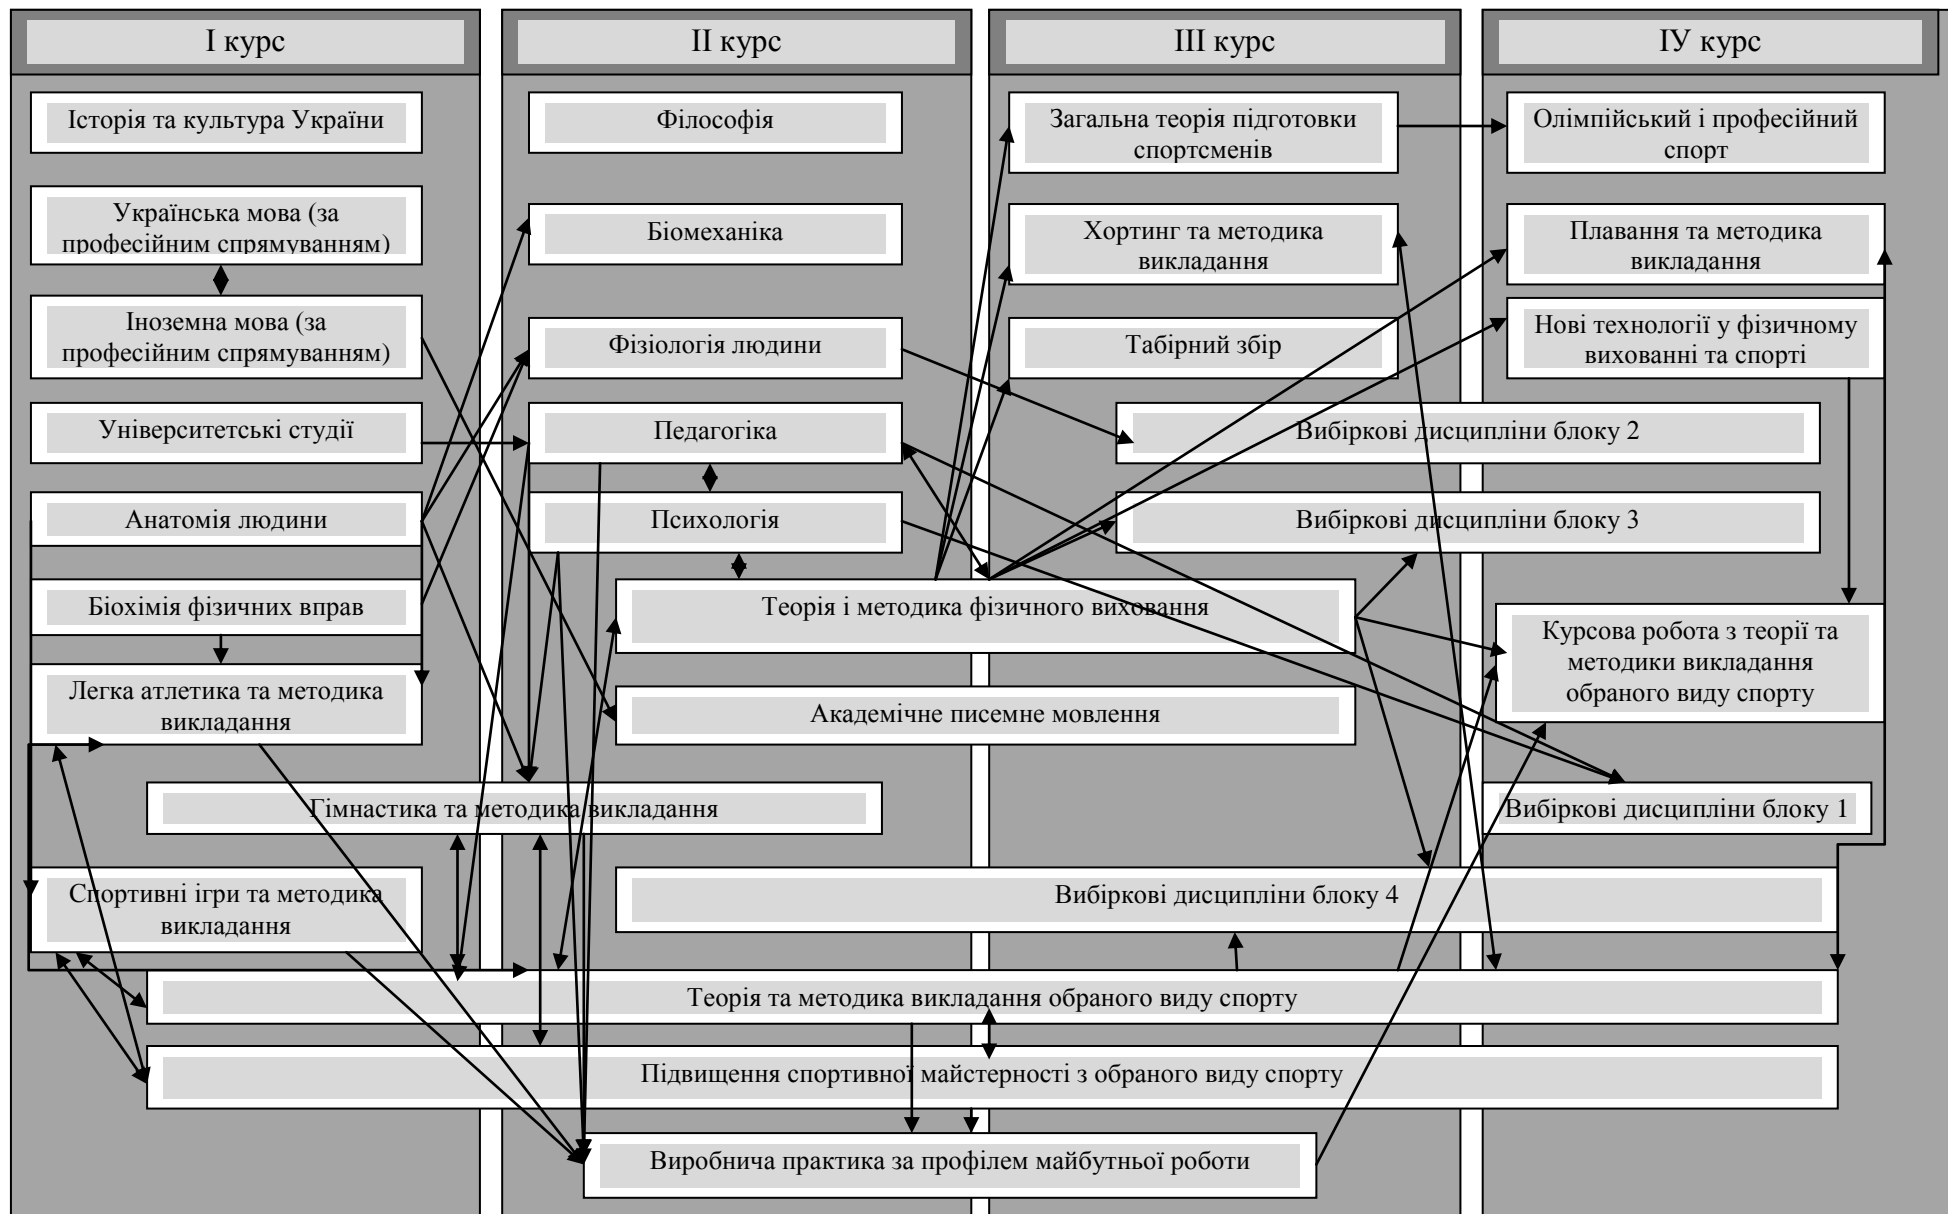 І курс
ІІ курс
ІІІ курс
ІУ курс
Історія та культура України
Філософія
Загальна теорія підготовки
спортсменів
Олімпійський і професійний
спорт
Українська мова (за
професійним спрямуванням)
Біомеханіка
Хортинг та методика
викладання
Плавання та методика
викладання
Іноземна мова (за
професійним спрямуванням)
Фізіологія людини
Табірний збір
Нові технології у фізичному
вихованні та спорті
Університетські студії
Педагогіка
Вибіркові дисципліни блоку 2
Анатомія людини
Психологія
Вибіркові дисципліни блоку 3
Біохімія фізичних вправ
Теорія і методика фізичного виховання
Курсова робота з теорії та
методики викладання
обраного виду спорту
Легка атлетика та методика
викладання
Академічне писемне мовлення
Гімнастика та методика викладання
Вибіркові дисципліни блоку 1
Спортивні ігри та методика
викладання
Вибіркові дисципліни блоку 4
Теорія та методика викладання обраного виду спорту
Підвищення спортивної майстерності з обраного виду спорту
Виробнича практика за профілем майбутньої роботи